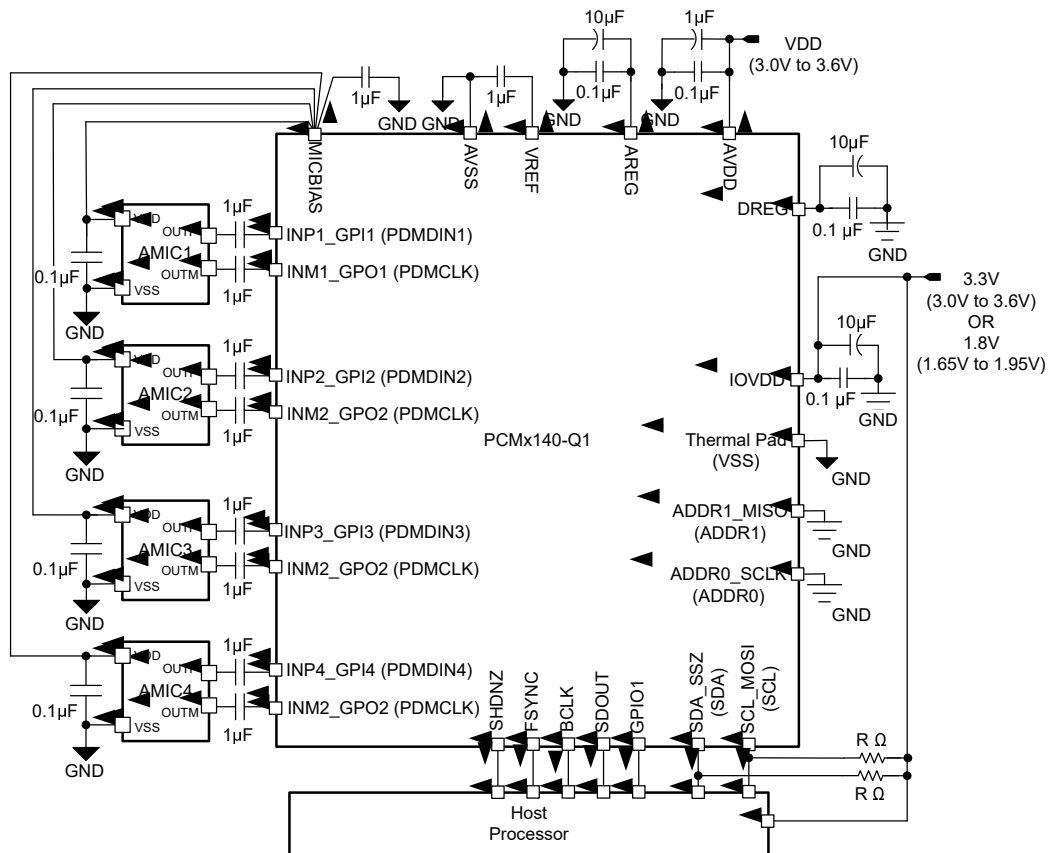 10µF
1µF
VDD
(3.0V to 3.6V)
1µF
1µF
0.1µF
0.1µF
GND
GND
GND
GND
MICBIAS
AVSS
VREF
AREG
AVDD
10µF
DREG
0.1 µF
GND
1µF
VDD
OUTP
AMIC1
OUTM
VSS
0.1µF
1µF
GND
INP1_GPI1 (PDMDIN1)
INM1_GPO1 (PDMCLK)
3.3V
(3.0V to 3.6V)
OR
1.8V
(1.65V to 1.95V)
10µF
IOVDD
0.1 µF
GND
1µF
VDD
OUTP
AMIC2
OUTM
VSS
0.1µF
1µF
GND
INP2_GPI2 (PDMDIN2)
INM2_GPO2 (PDMCLK)
PCMx140-Q1
Thermal Pad
(VSS)
GND
1µF
VDD
OUTP
AMIC3
OUTM
VSS
0.1µF
1µF
GND
INP3_GPI3 (PDMDIN3)
INM2_GPO2 (PDMCLK)
ADDR1_MISO
(ADDR1)
GND
ADDR0_SCLK
(ADDR0)
GND
1µF
VDD
OUTP
AMIC4
OUTM
VSS
0.1µF
1µF
GND
INP4_GPI4 (PDMDIN4)
INM2_GPO2 (PDMCLK)
SHDNZ
FSYNC
BCLK
SDOUT
GPIO1
SDA_SSZ
(SDA)
SCL_MOSI
(SCL)
R Ω
R Ω
Host
Processor